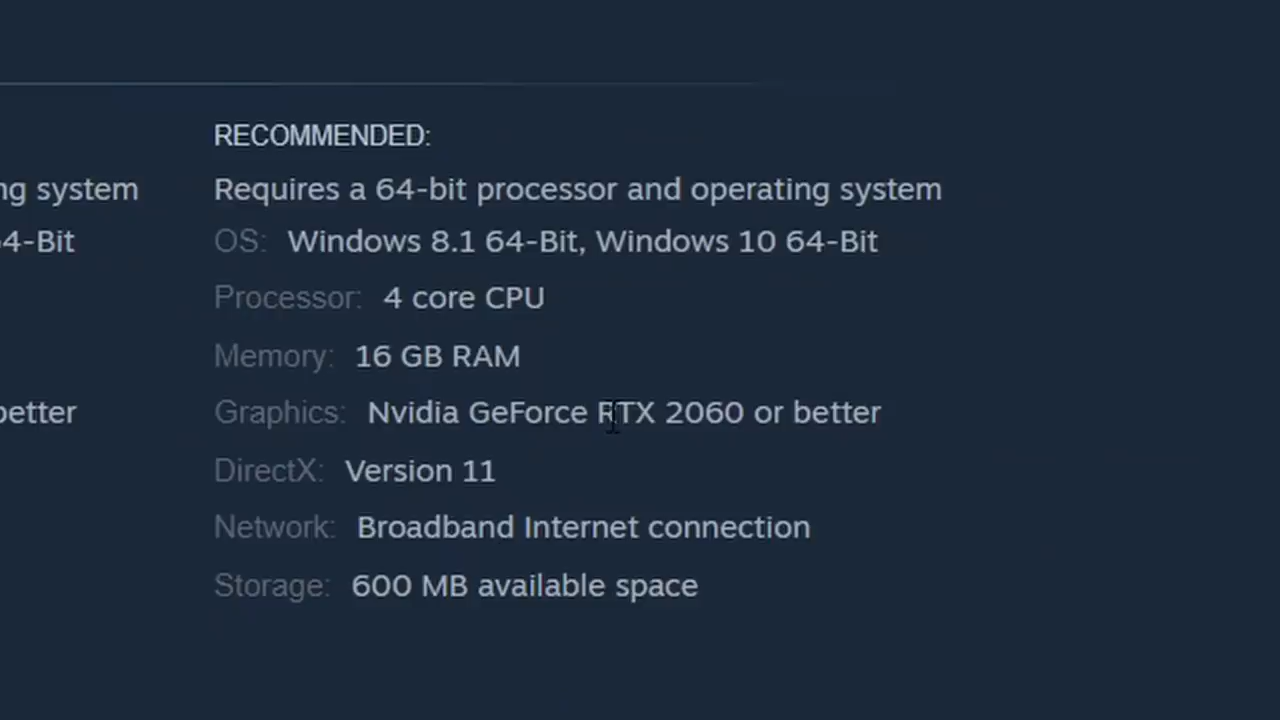 RECOMMENDED:
ng system Requires a 64-bit processor and operating system
4-Bit OS: Windows 8.1 64-Bit, Windows 10 64-Bit
Processor: 4 core CPU
Memory: 16 GB RAM
better Graphics: Nvidia GeForce RTX 2060 or better
DirectX: Version 11
Network: Broadband Internet connection
Storage: 600 MB available space